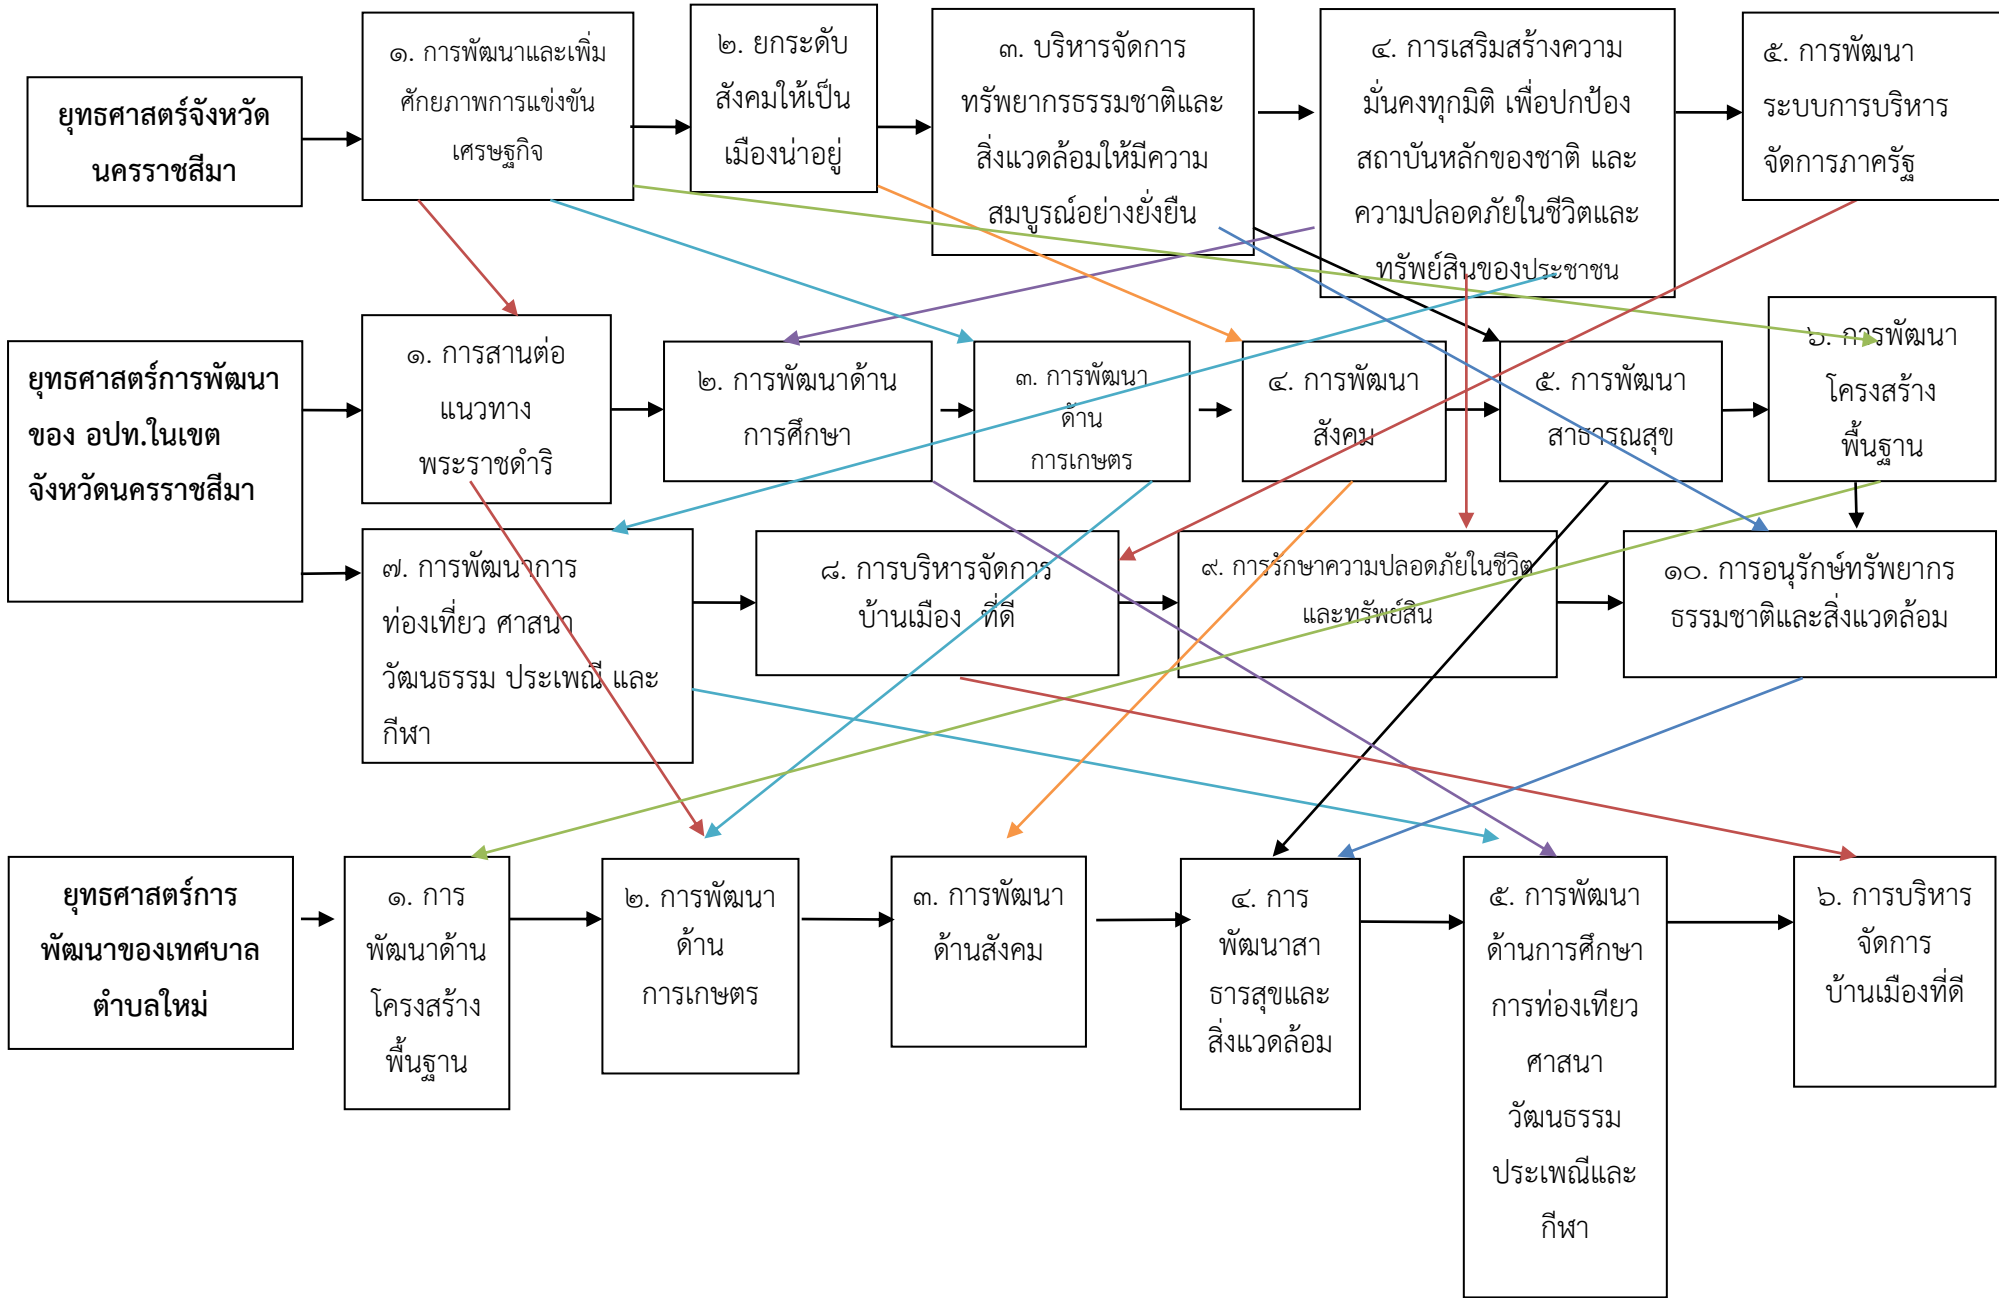 ยุทธศาสตร์จังหวัด
นครราชสีมา
๑. การพัฒนาและเพิ่ม
ศักยภาพการแข่งขัน
เศรษฐกิจ
๒. ยกระดับ
สังคมให้เป็น
เมืองน่าอยู่
๓. บริหารจัดการ
ทรัพยากรธรรมชาติและ
สิ่งแวดล้อมให้มีความ
สมบูรณ์อย่างยั่งยืน
๔. การเสริมสร้างความ
มั่นคงทุกมิติ เพื่อปกป้อง
สถาบันหลักของชาติ และ
ความปลอดภัยในชีวิตและ
ทรัพย์สินของประชาชน
๕. การพัฒนา
ระบบการบริหาร
จัดการภาครัฐ
ยุทธศาสตร์การพัฒนา
ของ อปท.ในเขต
จังหวัดนครราชสีมา
๑. การสานต่อ
แนวทาง
พระราชดำริ
๒. การพัฒนาด้าน
การศึกษา
๓. การพัฒนา
ด้าน
การเกษตร
๔. การพัฒนา
สังคม
๕. การพัฒนา
สาธารณสุข
๖. การพัฒนา
โครงสร้าง
พื้นฐาน
๗. การพัฒนาการ
ท่องเที่ยว ศาสนา
วัฒนธรรม ประเพณี และ
กีฬา
๘. การบริหารจัดการ
บ้านเมือง ที่ดี
๙. การรักษาความปลอดภัยในชีวิต
และทรัพย์สิน
๑๐. การอนุรักษ์ทรัพยากร
ธรรมชาติและสิ่งแวดล้อม
ยุทธศาสตร์การ
พัฒนาของเทศบาล
ตำบลใหม่
๑. การ
พัฒนาด้าน
โครงสร้าง
พื้นฐาน
๒. การพัฒนา
ด้าน
การเกษตร
๓. การพัฒนา
ด้านสังคม
๔. การ
พัฒนาสา
ธารสุขและ
สิ่งแวดล้อม
๕. การพัฒนา
ด้านการศึกษา
การท่องเทียว
ศาสนา
วัฒนธรรม
ประเพณีและ
กีฬา
๖. การบริหาร
จัดการ
บ้านเมืองที่ดี